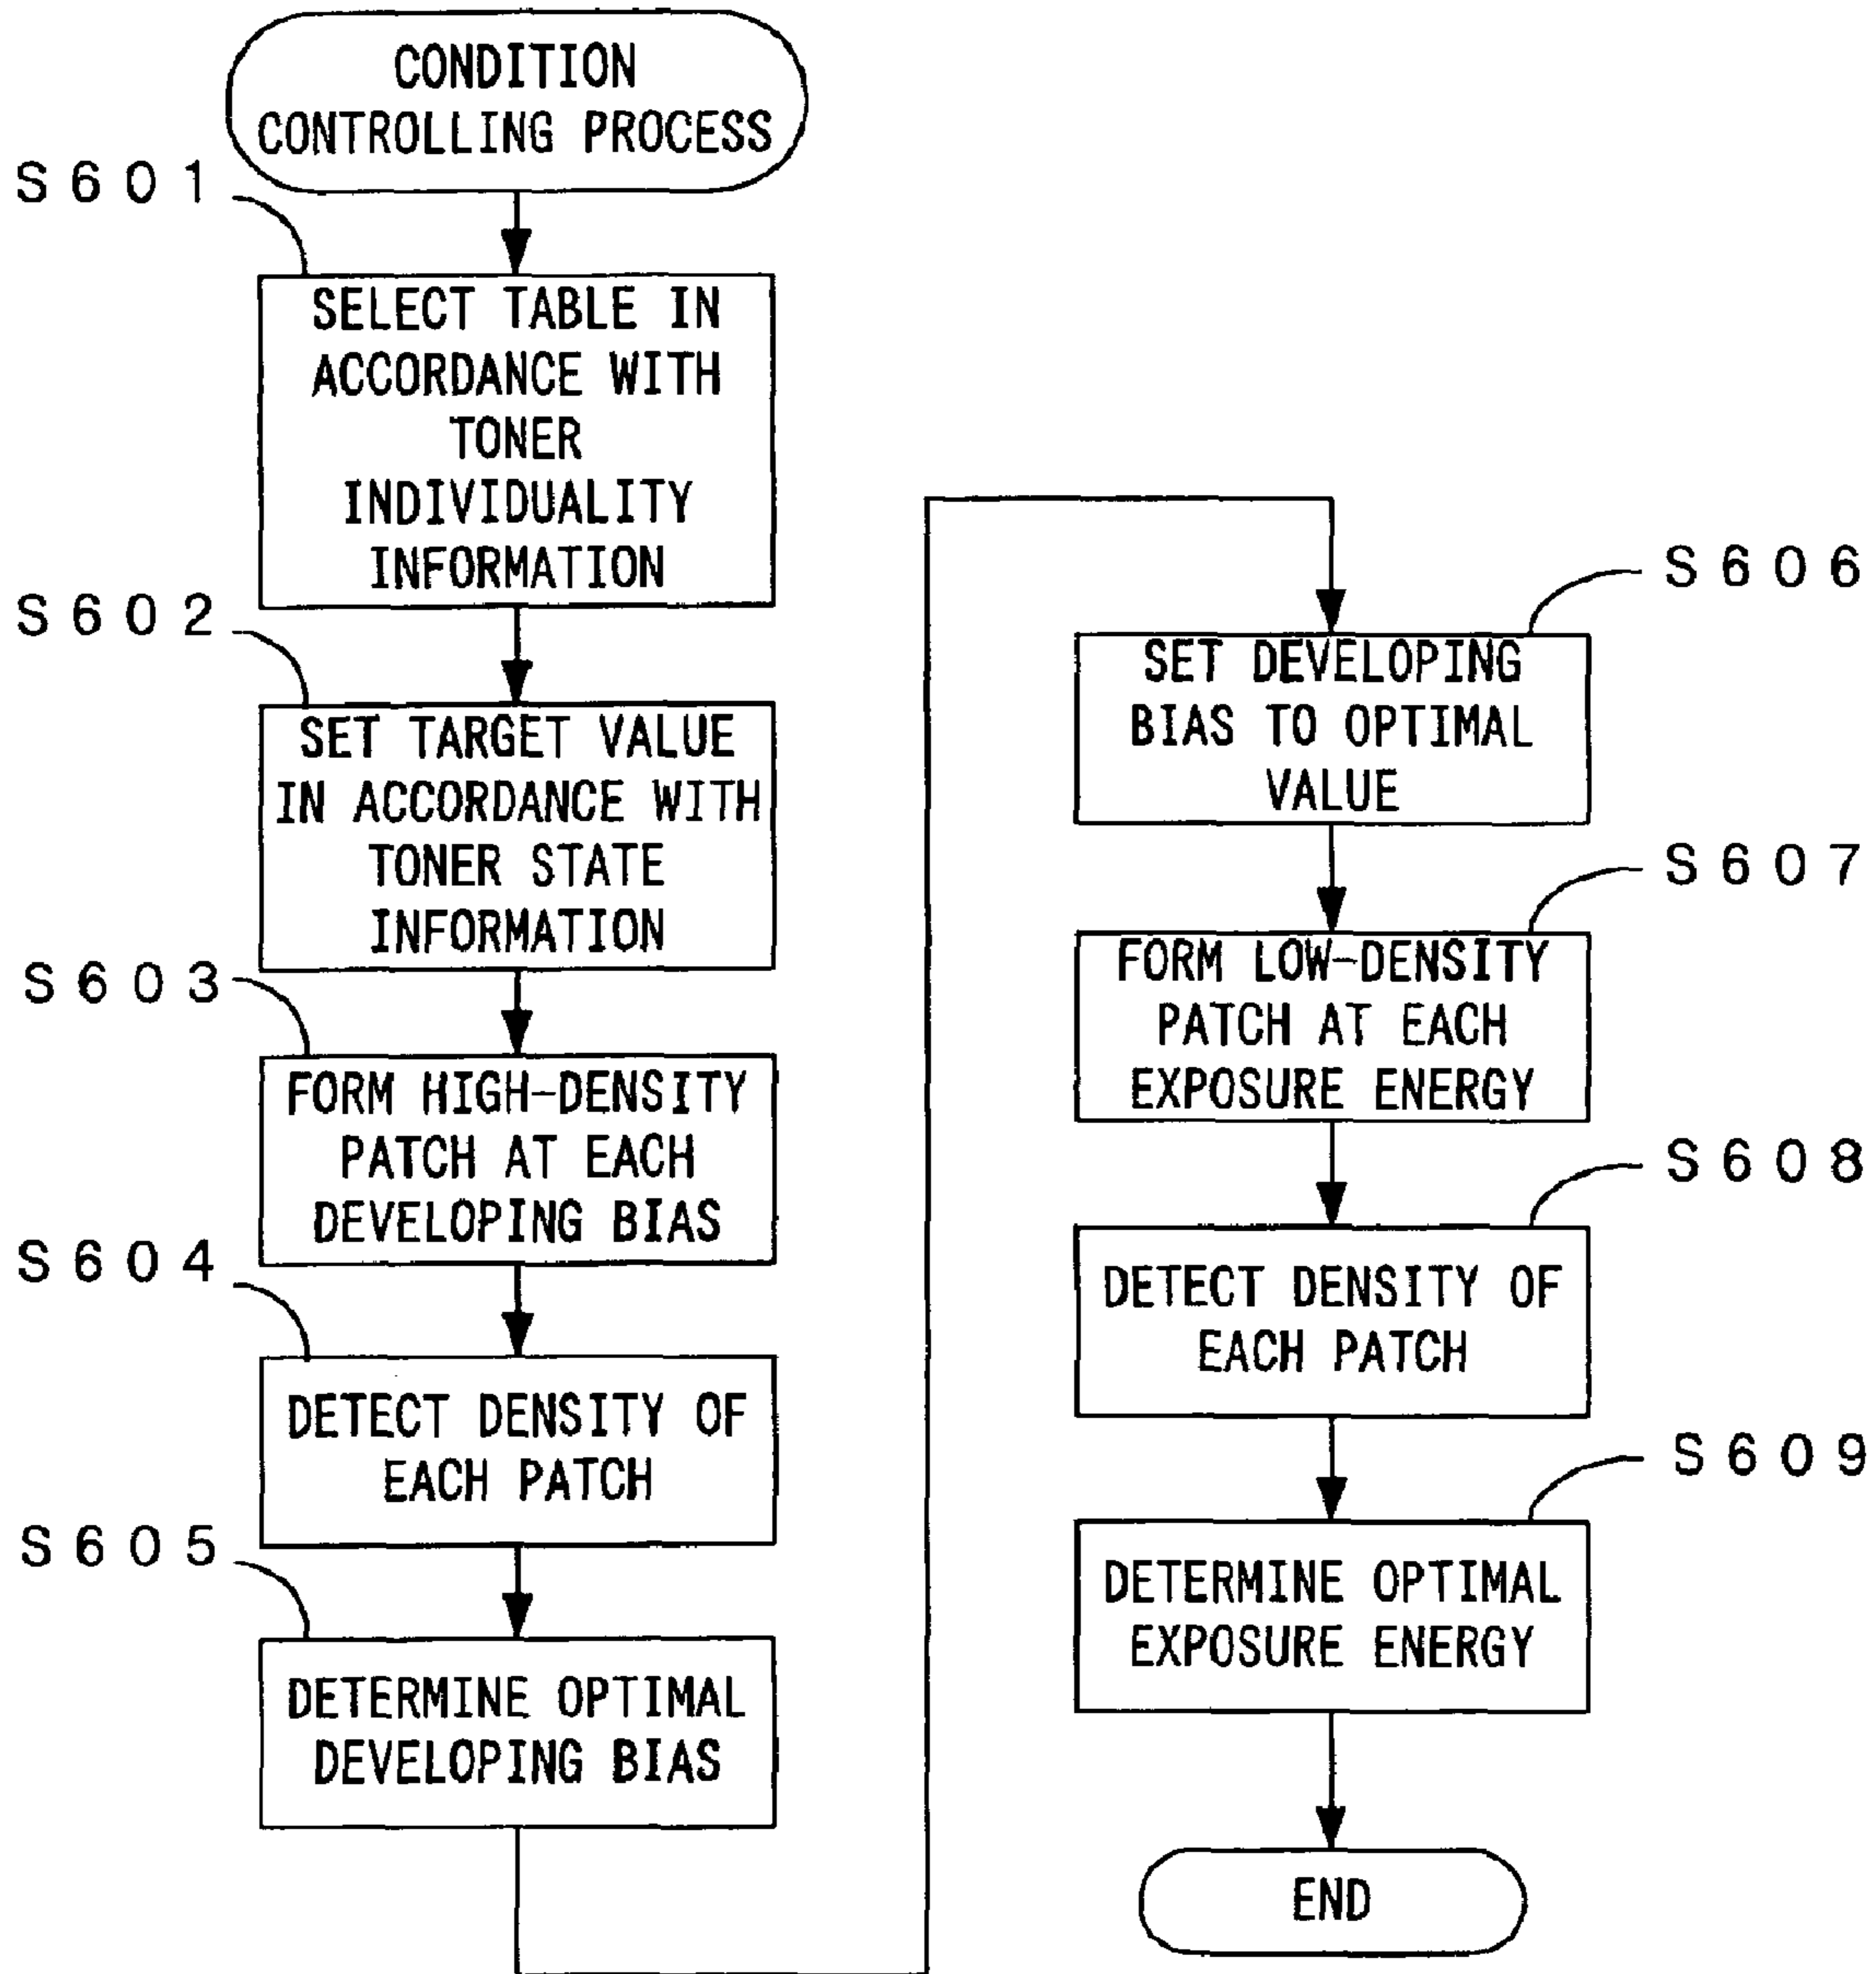 CONDITION
CONTROLLING PROCESS
S601
SELECT TABLE IN
ACCORDANCE WITH
TONER
INDIVIDUALITY
INFORMATION
S602
SET TARGET VALUE
IN ACCORDANCE WITH
TONER STATE
INFORMATION
S603
FORM HIGH-DENSITY
PATCH AT EACH
DEVELOPING BIAS
S604
DETECT DENSITY OF
EACH PATCH
S605
DETERMINE OPTIMAL
DEVELOPING BIAS
S606
SET DEVELOPING
BIAS TO OPTIMAL
VALUE
S607
FORM LOW-DENSITY
PATCH AT EACH
EXPOSURE ENERGY
S608
DETECT DENSITY OF
EACH PATCH
S609
DETERMINE OPTIMAL
EXPOSURE ENERGY
END